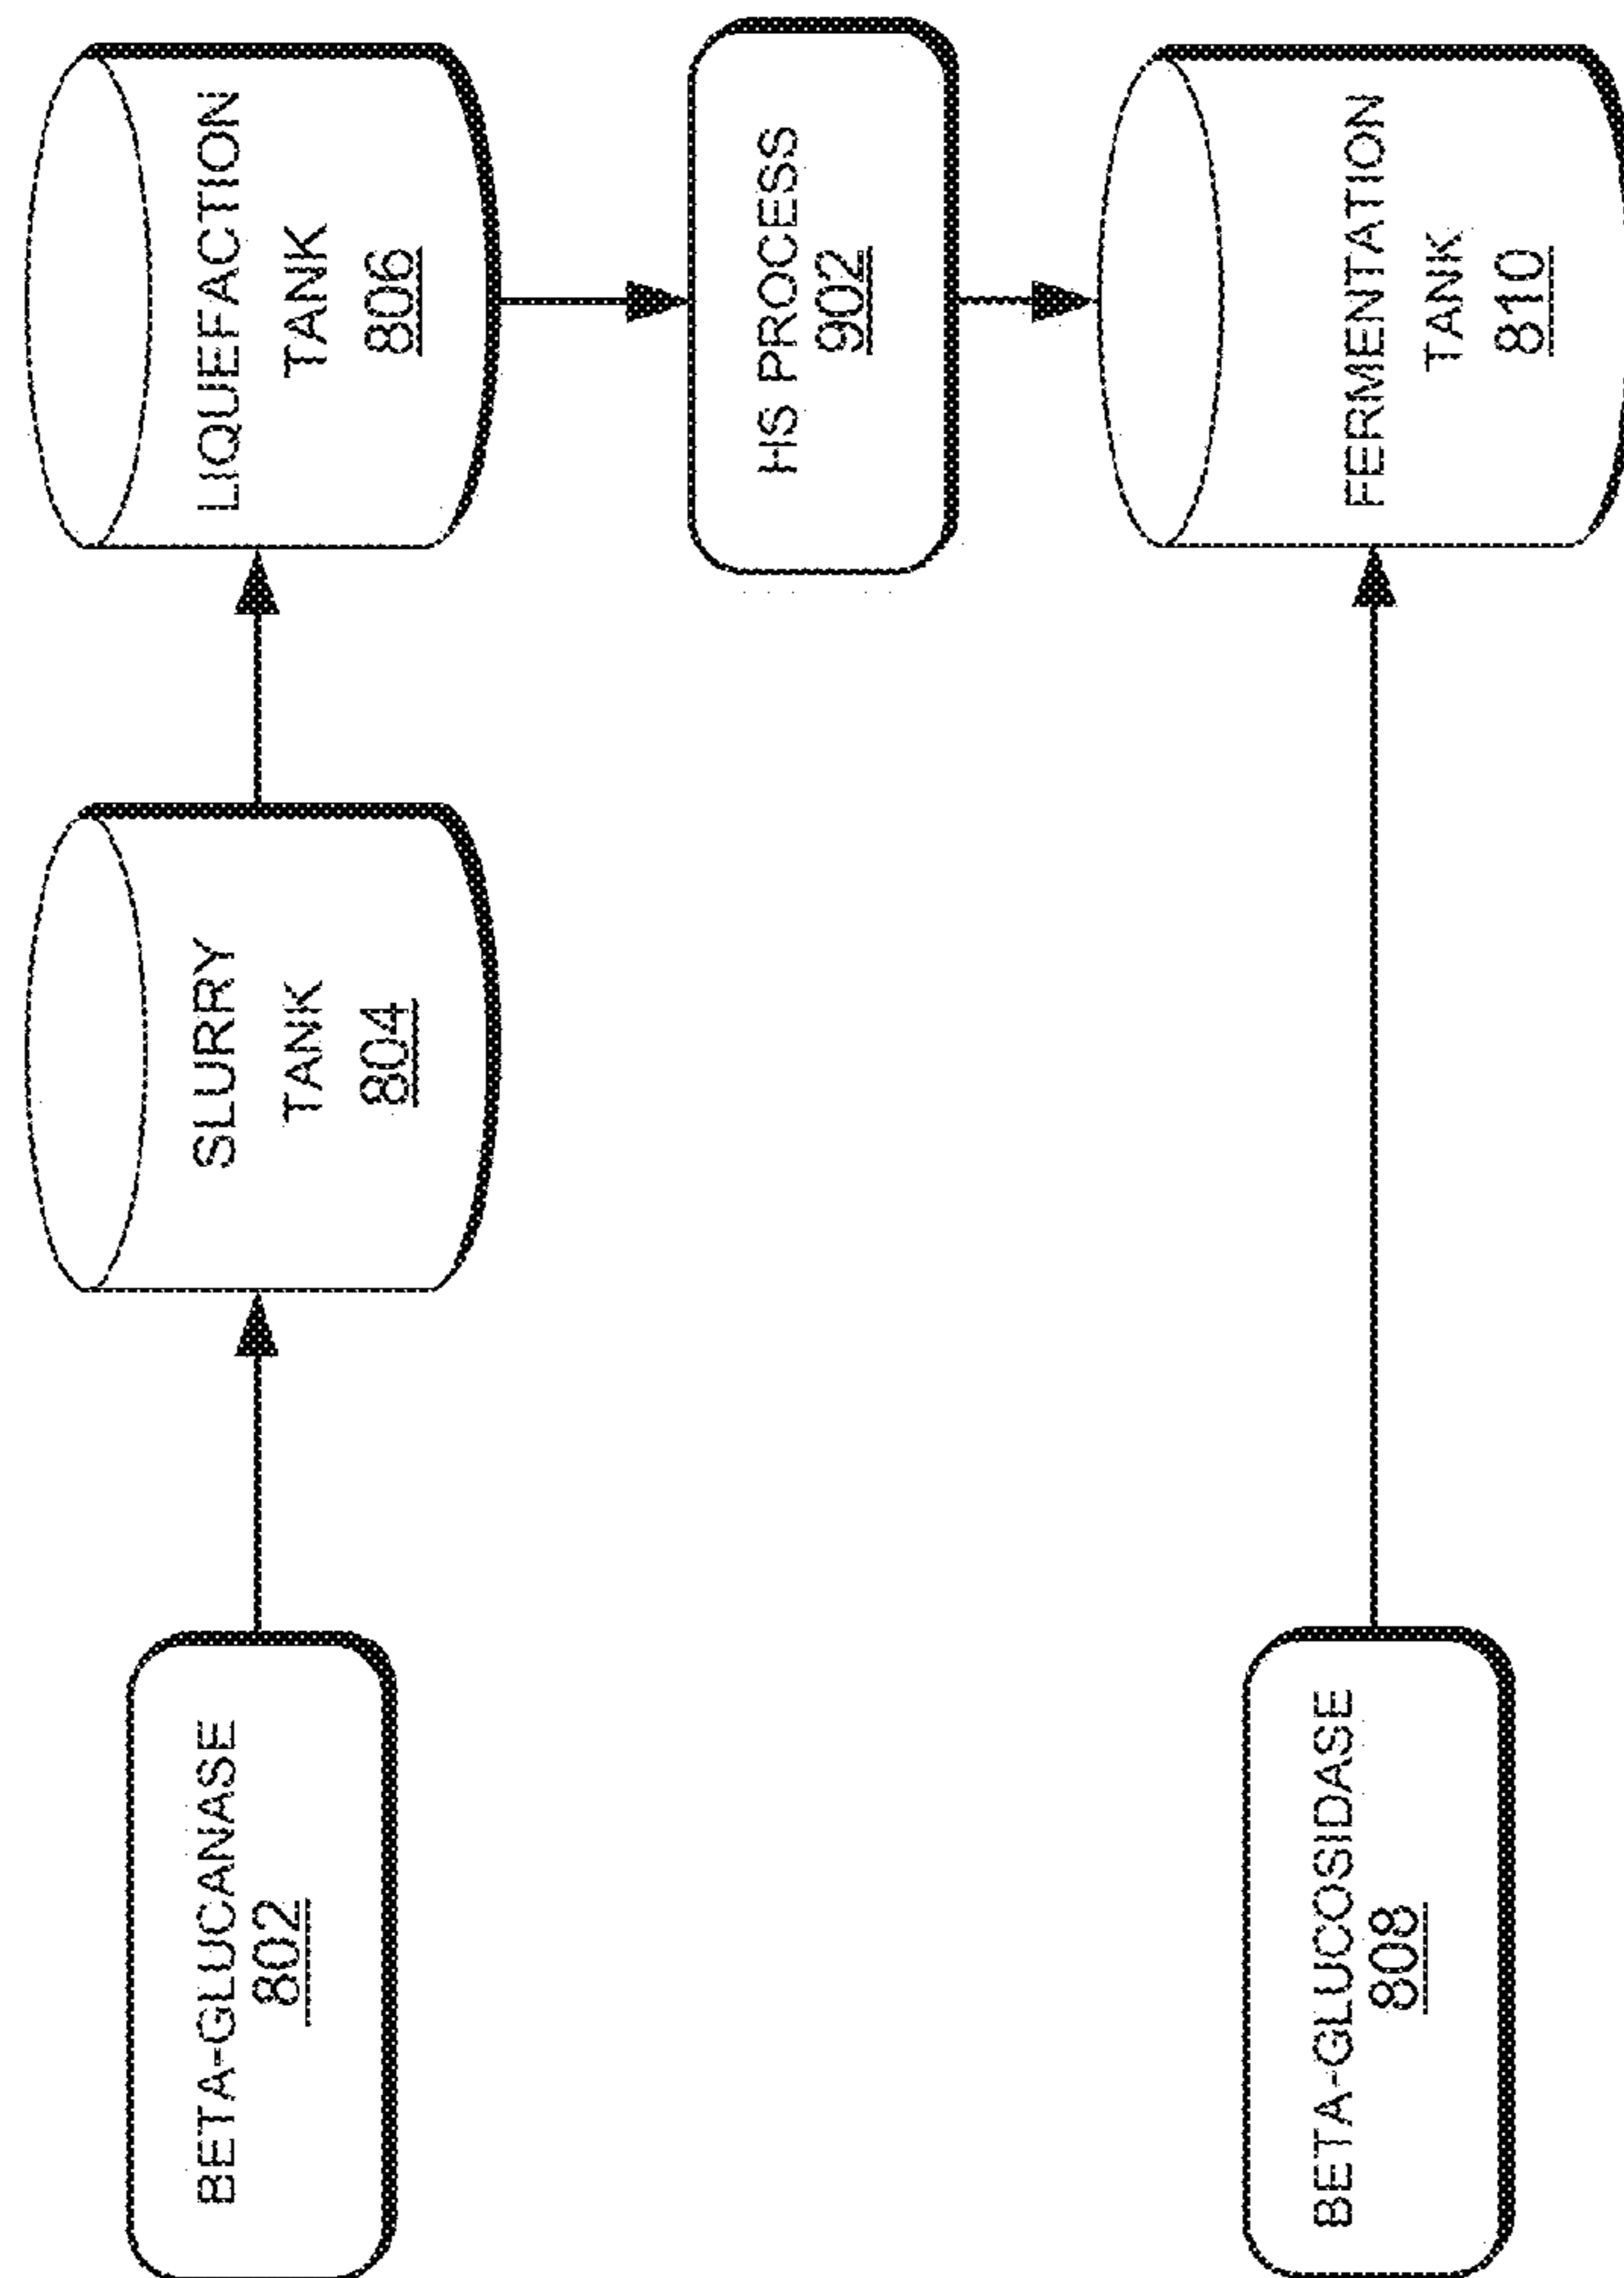 BETA-GLUCANASE
802
SLURRY
TANK
804
LIQUEFACTION
TANK
806
HS PROCESS
902
BETA-GLUCOSIDASE
808
FERMENTATION
TANK
810